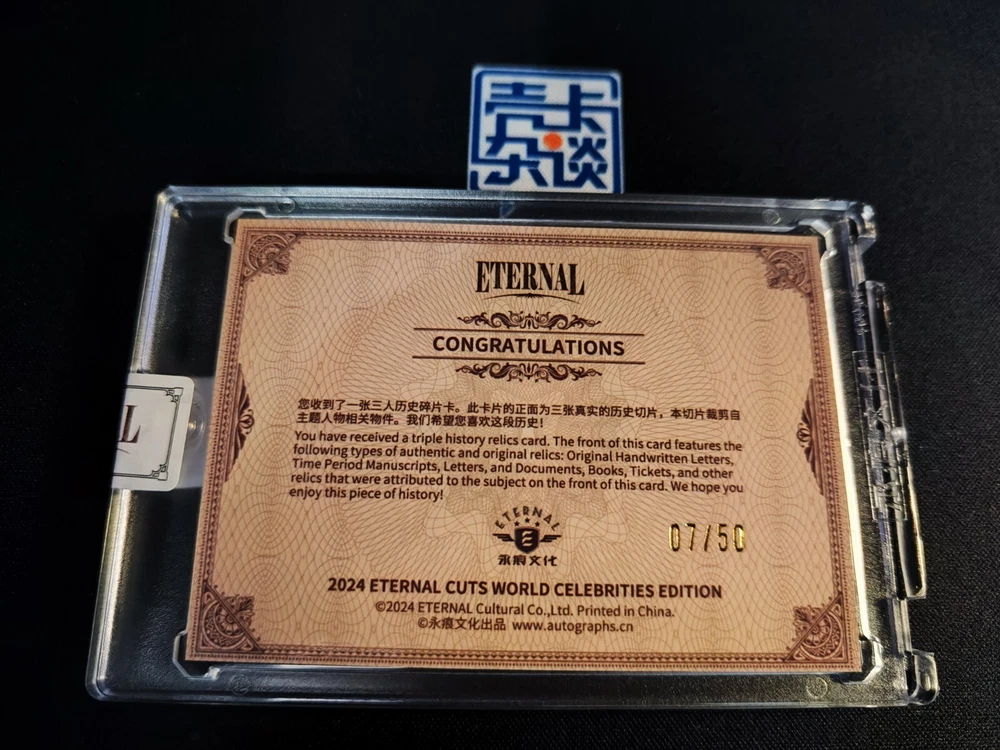 壳卡
杂谈
ETERNAL
CONGRATULATIONS
您收到了一张三人历史碎片卡。此卡片的正面为三张真实的历史切片，本切片裁剪自
主题人物相关物件。我们希望您喜欢这段历史！
You have received a triple history relics card. The front of this card features the
following types of authentic and original relics: Original Handwritten Letters,
Time Period Manuscripts, Letters, and Documents, Books, Tickets, and other
relics that were attributed to the subject on the front of this card. We hope you
enjoy this piece of history!
ETERNAL
E
永痕文化
07/50
2024 ETERNAL CUTS WORLD CELEBRITIES EDITION
©2024 ETERNAL Cultural Co.,Ltd. Printed in China.
©永痕文化出品 www.autographs.cn
L